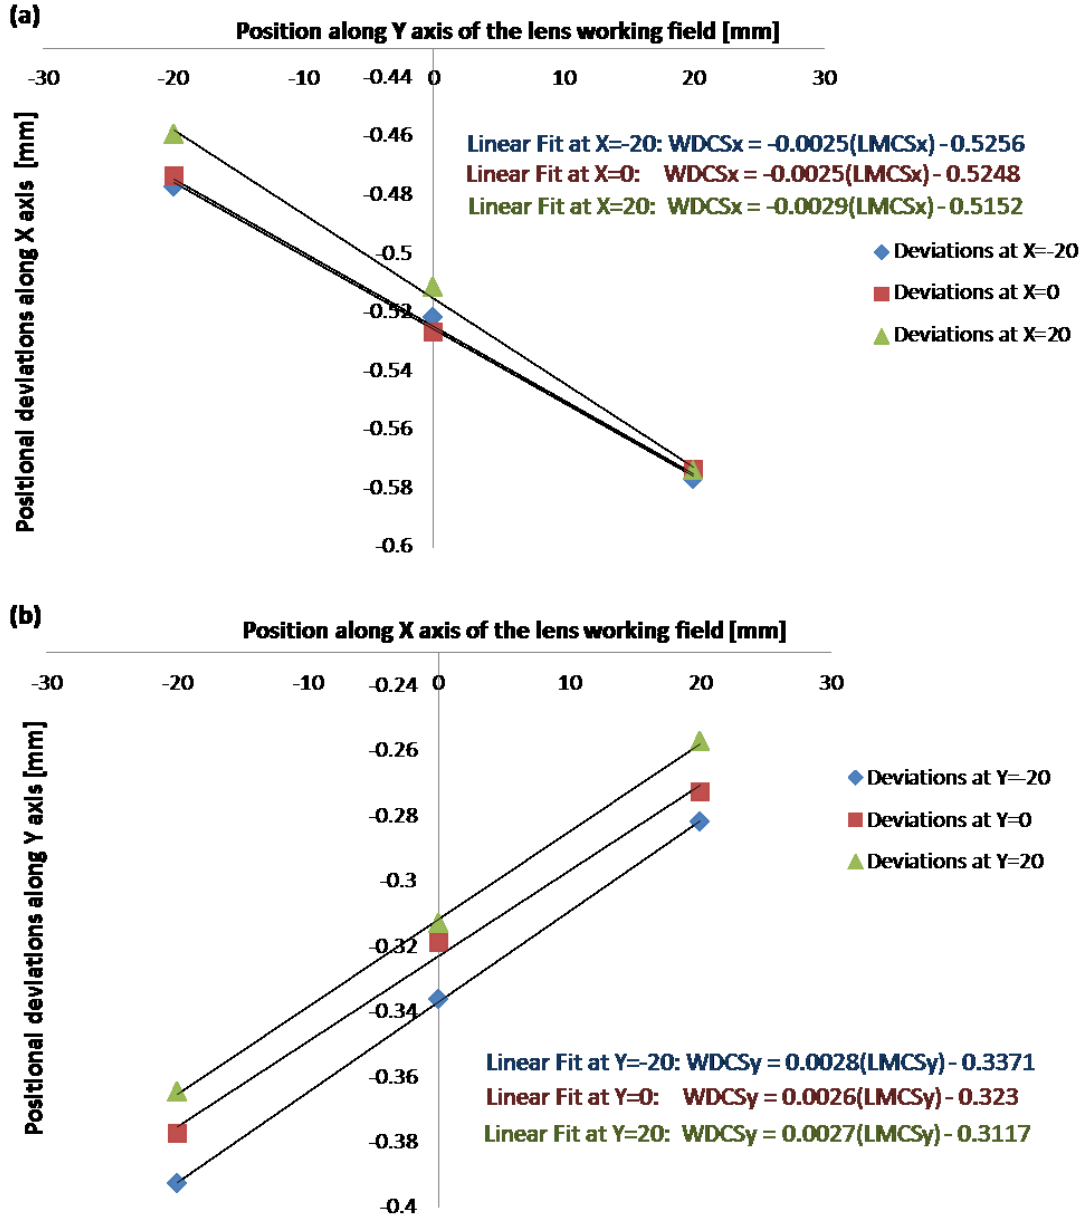 (a)
Position along Y axis of the lens working field [mm]
-30 -20 -10 0 10 20 30
-0.44
-0.46
-0.48
-0.5
-0.52
-0.54
-0.56
-0.58
-0.6
Positional deviations along X axis [mm]
Linear Fit at X=-20: WDCSx = -0.0025(LMCSx) - 0.5256
Linear Fit at X=0: WDCSx = -0.0025(LMCSx) - 0.5248
Linear Fit at X=20: WDCSx = -0.0029(LMCSx) - 0.5152
Deviations at X=-20
Deviations at X=0
Deviations at X=20
(b)
Position along X axis of the lens working field [mm]
-30 -20 -10 0 10 20 30
-0.24
-0.26
-0.28
-0.3
-0.32
-0.34
-0.36
-0.38
-0.4
Positional deviations along Y axis [mm]
Deviations at Y=-20
Deviations at Y=0
Deviations at Y=20
Linear Fit at Y=-20: WDCSy = 0.0028(LMCSy) - 0.3371
Linear Fit at Y=0: WDCSy = 0.0026(LMCSy) - 0.323
Linear Fit at Y=20: WDCSy = 0.0027(LMCSy) - 0.3117